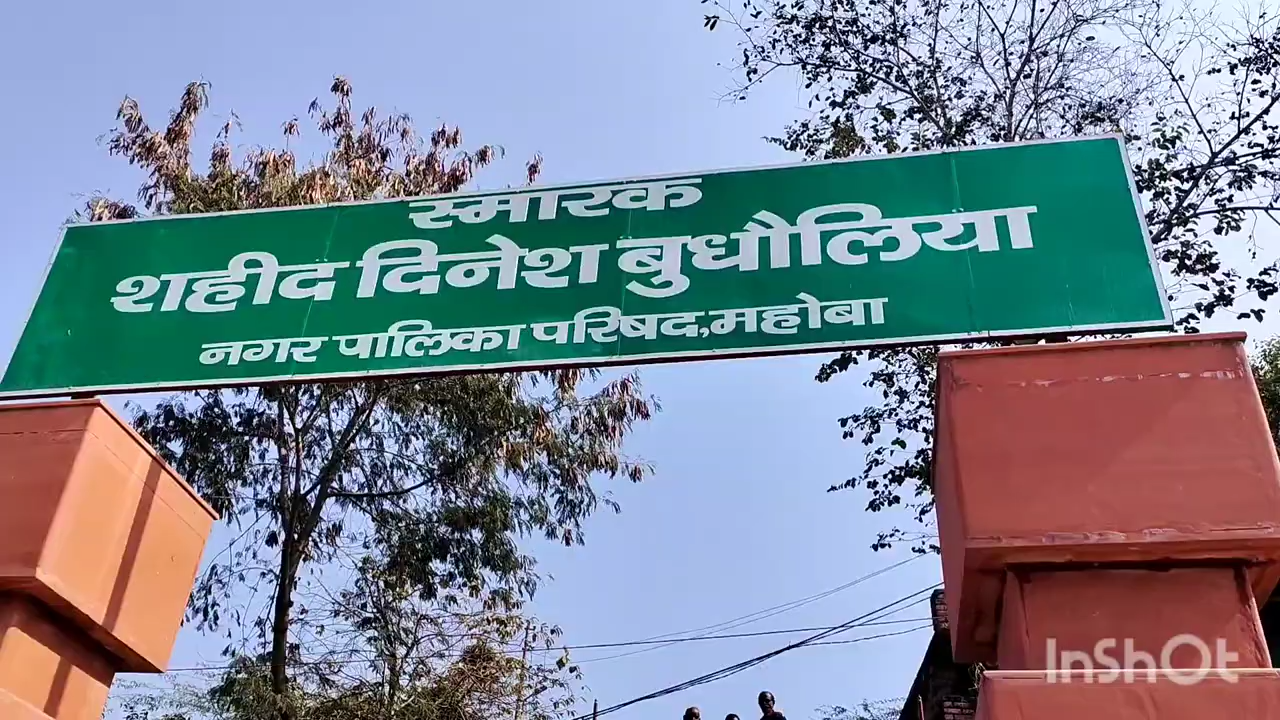 स्मारक
शहीद दिनेश बुधौलिया
नगर पालिका परिषद,महोबा
InShOt